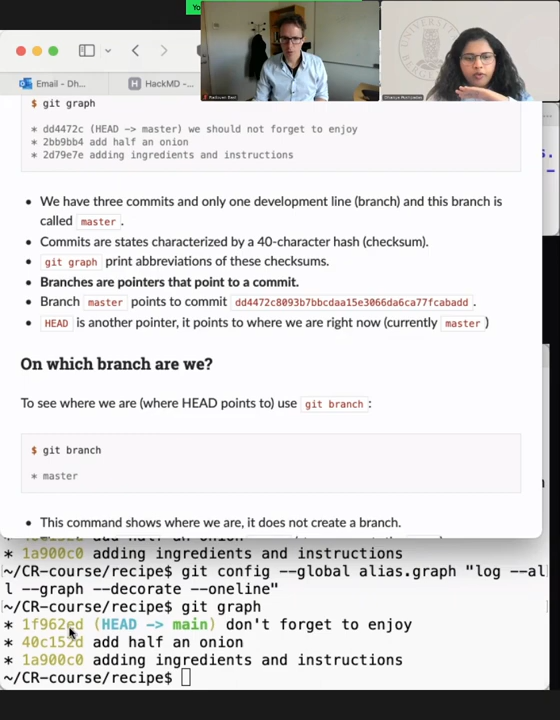 Yo
Email - Dh...
HackMD -...
$ git graph
* dd4472c (HEAD -> master) we should not forget to enjoy
* 2bb9bb4 add half an onion
* 2d79e7e adding ingredients and instructions
• We have three commits and only one development line (branch) and this branch is
called master .
• Commits are states characterized by a 40-character hash (checksum).
• git graph print abbreviations of these checksums.
• Branches are pointers that point to a commit.
• Branch master points to commit dd4472c8093b7bbcdaa15e3066da6ca77fcabadd .
• HEAD is another pointer, it points to where we are right now (currently master )
On which branch are we?
To see where we are (where HEAD points to) use git branch :
$ git branch
* master
• This command shows where we are, it does not create a branch.
* 1a900c0 adding ingredients and instructions
~/CR-course/recipe$ git config --global alias.graph "log --al
l --graph --decorate --oneline"
~/CR-course/recipe$ git graph
* 1f962ed (HEAD -> main) don't forget to enjoy
* 40c152d add half an onion
* 1a900c0 adding ingredients and instructions
~/CR-course/recipe$